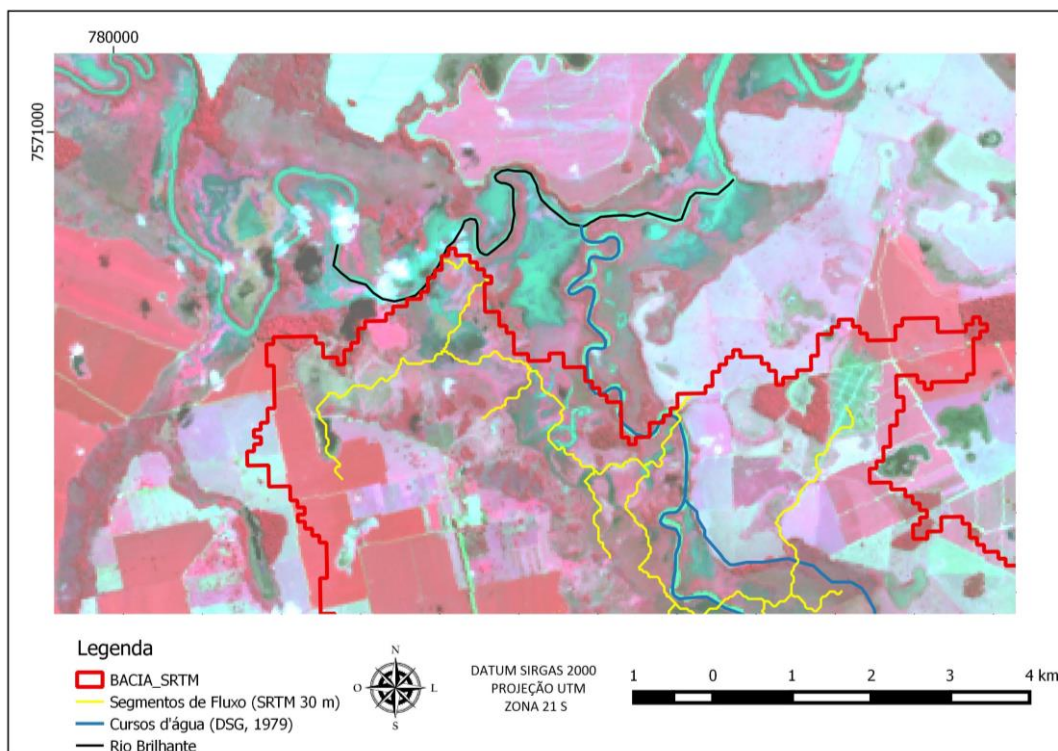 780000
7571000
Legenda
BACIA_SRTM
Segmentos de Fluxo (SRTM 30 m)
Cursos d'água (DSG, 1979)
Rio Brilhante
N
O
L
S
DATUM SIRGAS 2000
PROJEÇÃO UTM
ZONA 21 S
1 0 1 2 3 4 km